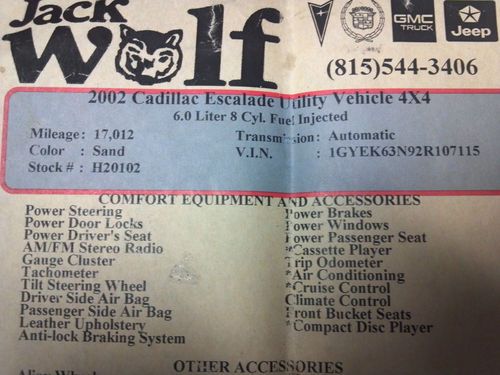 Jack
Wolf
GMC
TRUCK
Jeep
(815)544-3406
2002 Cadillac Escalade Utility Vehicle 4X4
6.0 Liter 8 Cyl. Fuel Injected
Mileage: 17,012 Transmission: Automatic
Color : Sand V.I.N. : 1GYEK63N92R107115
Stock # : H20102
COMFORT EQUIPMENT AND ACCESSORIES
Power Steering Power Brakes
Power Door Locks Power Windows
Power Driver's Seat Power Passenger Seat
AM/FM Stereo Radio *Cassette Player
Gauge Cluster Trip Odometer
Tachometer *Air Conditioning
Tilt Steering Wheel *Cruise Control
Driver Side Air Bag Climate Control
Passenger Side Air Bag Front Bucket Seats
Leather Upholstery *Compact Disc Player
Anti-lock Braking System
OTHER ACCESSORIES